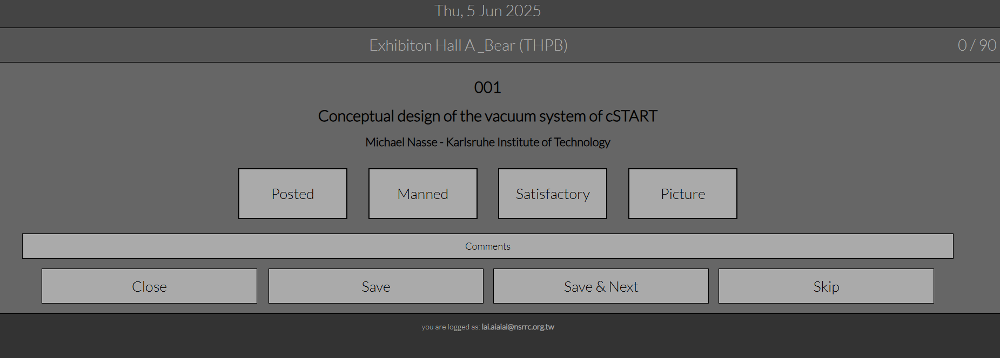 Thu, 5 Jun 2025
Exhibiton Hall A _Bear (THPB) 0 / 90
001
Conceptual design of the vacuum system of cSTART
Michael Nasse - Karlsruhe Institute of Technology
Posted Manned Satisfactory Picture
Comments
Close Save Save & Next Skip
you are logged as: lai.aiaiai@nsrrc.org.tw